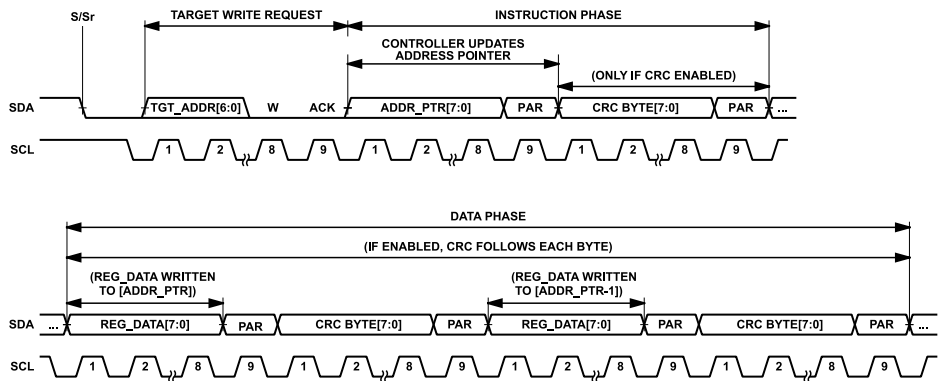 S/Sr
TARGET WRITE REQUEST
INSTRUCTION PHASE
CONTROLLER UPDATES
ADDRESS POINTER
(ONLY IF CRC ENABLED)
SDA TGT_ADDR[6:0] W ACK ADDR_PTR[7:0] PAR CRC BYTE[7:0] PAR ...
SCL 1 2 8 9 1 2 8 9 1 2 8 9
DATA PHASE
(IF ENABLED, CRC FOLLOWS EACH BYTE)
(REG_DATA WRITTEN
TO [ADDR_PTR])
(REG_DATA WRITTEN
TO [ADDR_PTR-1])
SDA ... REG_DATA[7:0] PAR CRC BYTE[7:0] PAR REG_DATA[7:0] PAR CRC BYTE[7:0] PAR ...
SCL 1 2 8 9 1 2 8 9 1 2 8 9 1 2 8 9